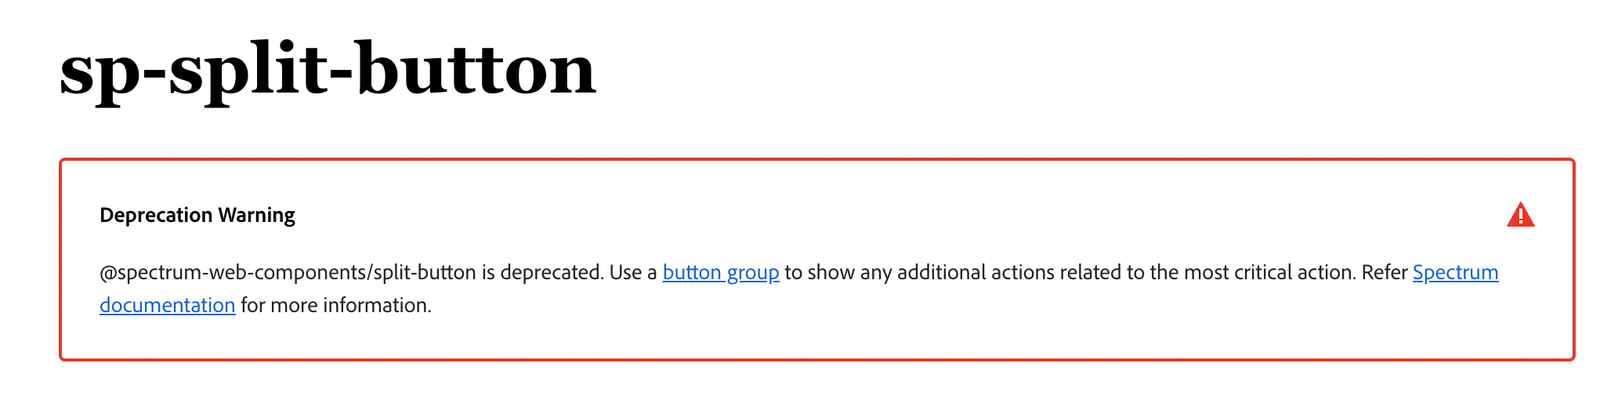 sp-split-button
Deprecation Warning
@spectrum-web-components/split-button is deprecated. Use a button group to show any additional actions related to the most critical action. Refer Spectrum
documentation for more information.